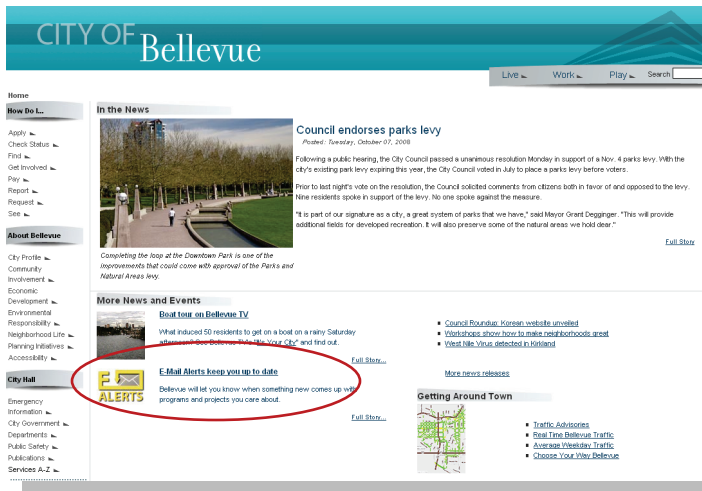 CITY OF Bellevue
Live
Work
Play
Search
Home
How Do I...
Apply
Check Status
Find
Get Involved
Pay
Report
Request
See
About Bellevue
City Profile
Community
Involvement
Economic
Development
Environmental
Responsibility
Neighborhood Life
Planning Initiatives
Accessibility
City Hall
Emergency
Information
City Government
Departments
Public Safety
Publications
Services A-Z
In the News
Council endorses parks levy
Posted: Tuesday, October 07, 2008
Following a public hearing, the City Council passed a unanimous resolution Monday in support of a Nov. 4 parks levy. With the
city's existing park levy expiring this year, the City Council voted in July to place a parks levy before voters.
Prior to last night's vote on the resolution, the Council solicited comments from citizens both in favor of and opposed to the levy.
Nine residents spoke in support of the levy. No one spoke against the measure.
"It is part of our signature as a city, a great system of parks that we have," said Mayor Grant Degginger. "This will provide
additional fields for developed recreation. It will also preserve some of the natural areas we hold dear."
Full Story
Completing the loop at the Downtown Park is one of the
improvements that could come with approval of the Parks and
Natural Areas levy.
More News and Events
Boat tour on Bellevue TV
What induced 50 residents to get on a boat on a rainy Saturday
afternoon? See Bellevue TV's "It's Your City" and find out.
Full Story...
E-Mail Alerts keep you up to date
E
ALERTS
Bellevue will let you know when something new comes up with
programs and projects you care about.
Full Story...
Council Roundup: Korean website unveiled
Workshops show how to make neighborhoods great
West Nile Virus detected in Kirkland
More news releases
Getting Around Town
Traffic Advisories
Real Time Bellevue Traffic
Average Weekday Traffic
Choose Your Way Bellevue